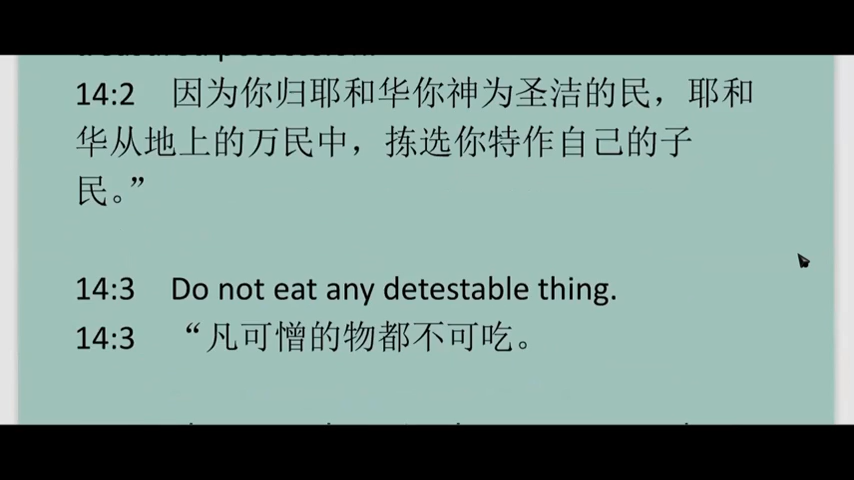 treasured possession.
14:2 因为你归耶和华你神为圣洁的民，耶和
华从地上的万民中，拣选你特作自己的子
民。”
14:3 Do not eat any detestable thing.
14:3 “凡可憎的物都不可吃。